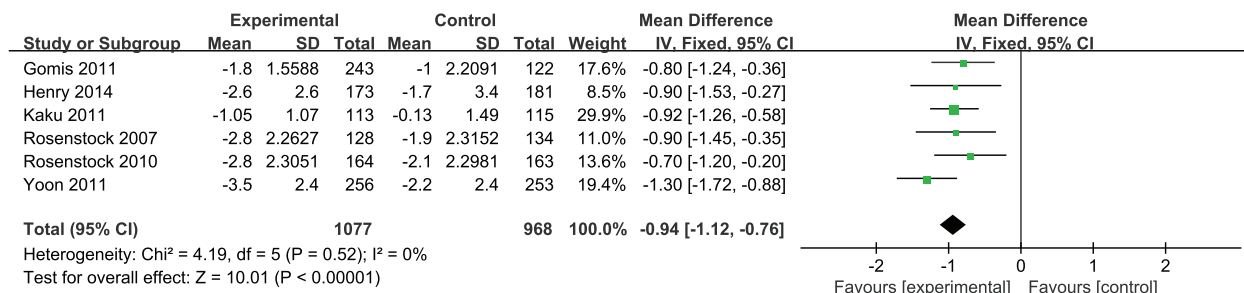 Experimental Control Mean Difference Mean Difference
Study or Subgroup Mean SD Total Mean SD Total Weight IV, Fixed, 95% CI IV, Fixed, 95% CI
Gomis 2011 -1.8 1.5588 243 -1 2.2091 122 17.6% -0.80 [-1.24, -0.36]
Henry 2014 -2.6 2.6 173 -1.7 3.4 181 8.5% -0.90 [-1.53, -0.27]
Kaku 2011 -1.05 1.07 113 -0.13 1.49 115 29.9% -0.92 [-1.26, -0.58]
Rosenstock 2007 -2.8 2.2627 128 -1.9 2.3152 134 11.0% -0.90 [-1.45, -0.35]
Rosenstock 2010 -2.8 2.3051 164 -2.1 2.2981 163 13.6% -0.70 [-1.20, -0.20]
Yoon 2011 -3.5 2.4 256 -2.2 2.4 253 19.4% -1.30 [-1.72, -0.88]
Total (95% CI) 1077 968 100.0% -0.94 [-1.12, -0.76]
Heterogeneity: Chi² = 4.19, df = 5 (P = 0.52); I² = 0%
Test for overall effect: Z = 10.01 (P < 0.00001)
-2 -1 0 1 2
Favours [experimental] Favours [control]